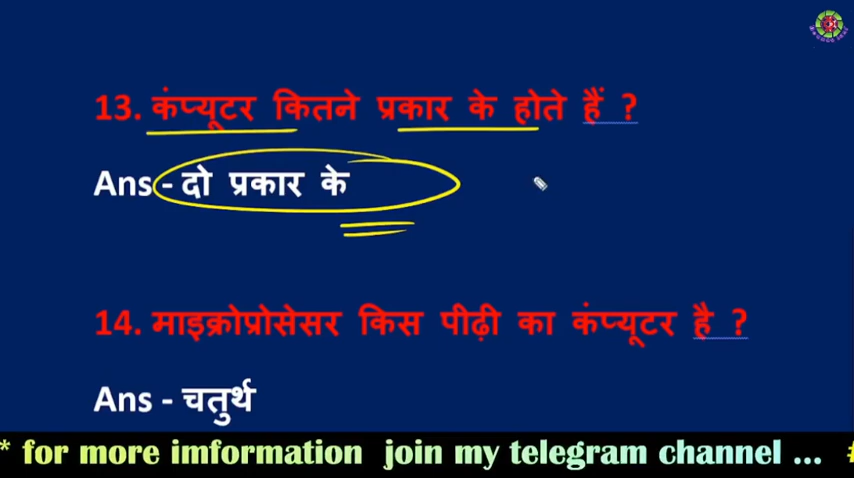 13. कंप्यूटर कितने प्रकार के होते हैं ?
Ans - दो प्रकार के
14. माइक्रोप्रोसेसर किस पीढ़ी का कंप्यूटर है ?
Ans - चतुर्थ
* for more imformation join my telegram channel ...